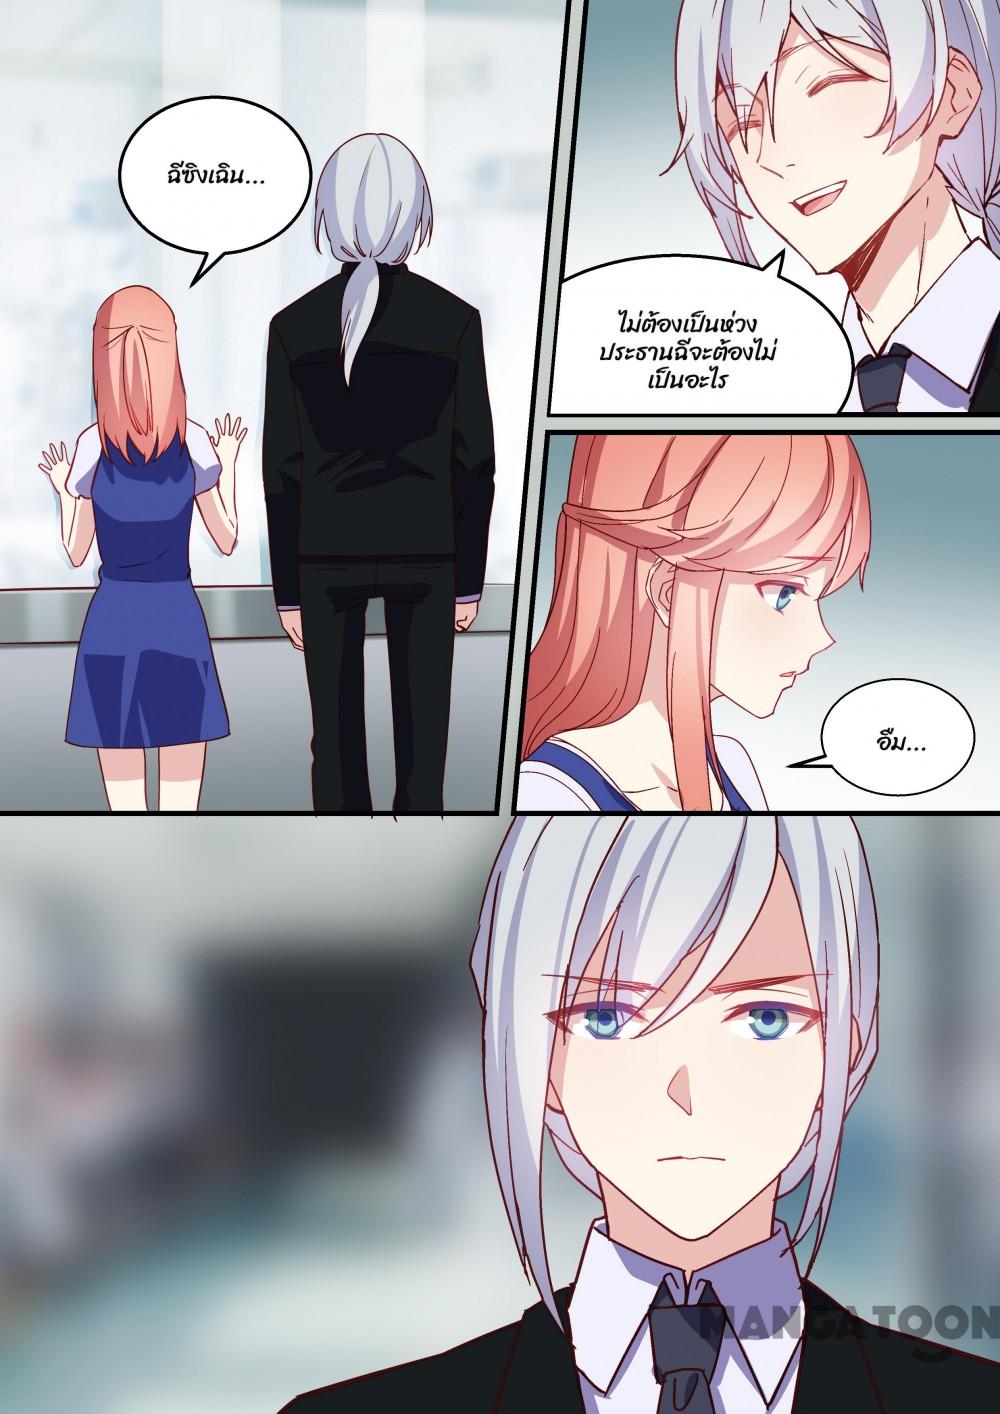 ฉีซิงเฉิน...
ไม่ต้องเป็นห่วง
ประธานฉีจะต้องไม่
เป็นอะไร
อืม...
MANGATOON